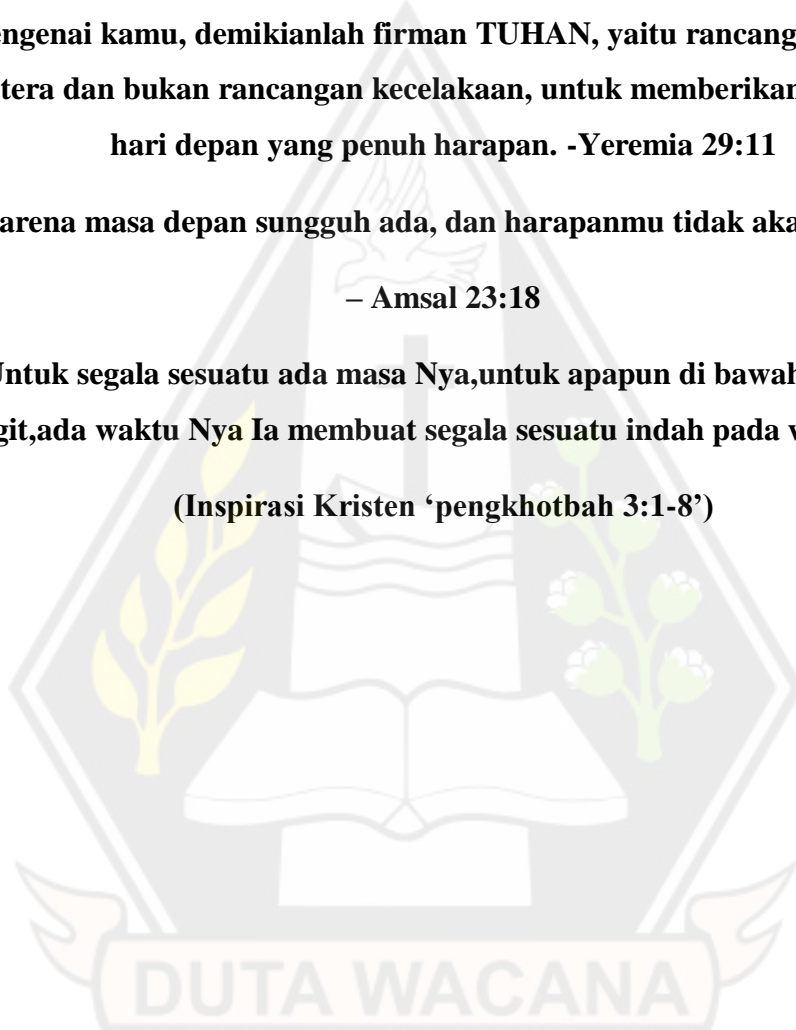 engenai kamu, demikianlah firman TUHAN, yaitu rancang
tera dan bukan rancangan kecelakaan, untuk memberikan
hari depan yang penuh harapan. -Yeremia 29:11
arena masa depan sungguh ada, dan harapanmu tidak aka
– Amsal 23:18
Untuk segala sesuatu ada masa Nya,untuk apapun di bawah
git,ada waktu Nya Ia membuat segala sesuatu indah pada w
(Inspirasi Kristen ‘pengkhotbah 3:1-8’)
DUTA WACANA